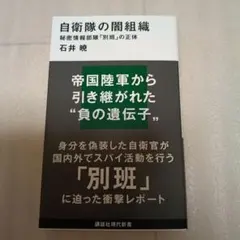 自衛隊の闇組織
秘密情報部隊「別班」の正体
石井 暁
帝国陸軍から
引き継がれた
“負の遺伝子”
身分を偽装した自衛官が
国内外でスパイ活動を行う
「別班」
に迫った衝撃レポート
講談社現代新書